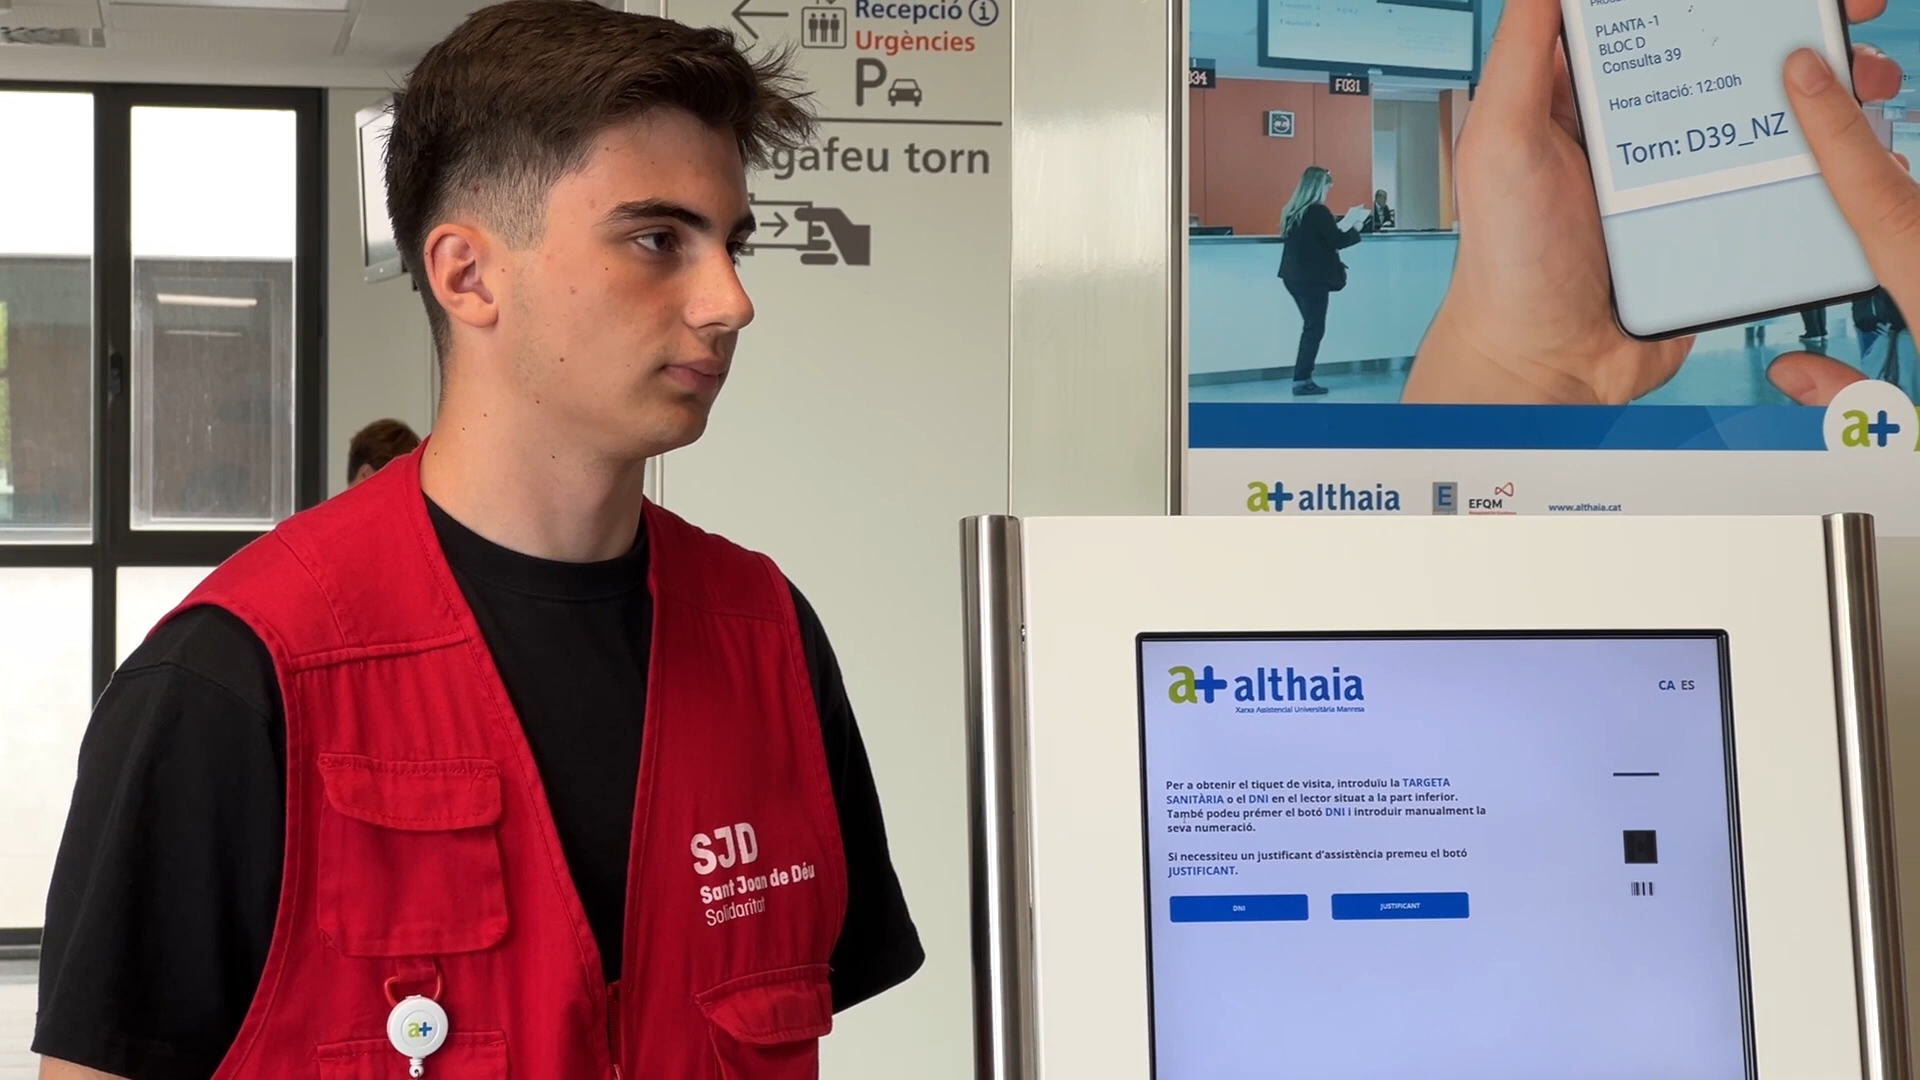 Recepció i
Urgències
P
gafeu torn
034
F031
PLANTA -1
BLOC D
Consulta 39
Hora citació: 12:00h
Torn: D39_NZ
a+
a+ althaia
E
EFQM
www.althaia.cat
a+ althaia
Xarxa Assistencial Universitària Manresa
CA ES
Per a obtenir el tiquet de visita, introduïu la TARGETA
SANITÀRIA o el DNI en el lector situat a la part inferior.
També podeu prémer el botó DNI i introduir manualment la
seva numeració.
Si necessiteu un justificant d'assistència premeu el botó
JUSTIFICANT.
DNI
JUSTIFICANT
SJD
Sant Joan de Déu
Solidaritat
a+